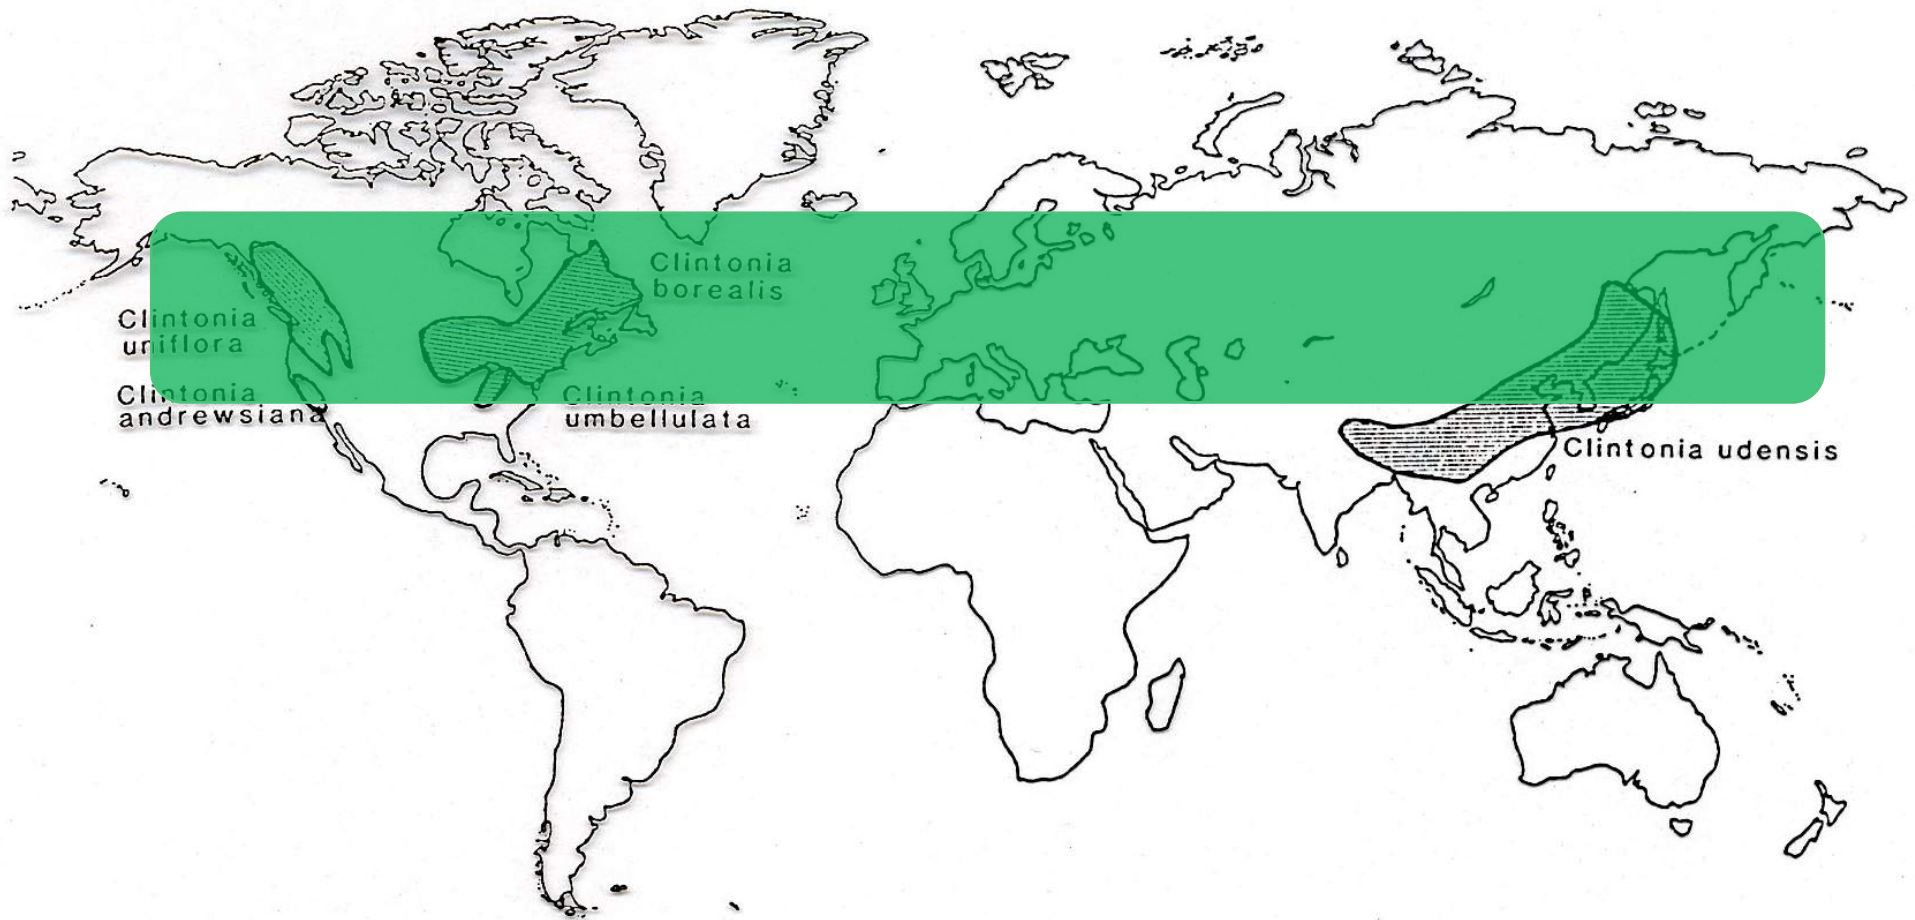 Clintonia
borealis
Clintonia
uniflora
Clintonia
andrewsiana
Clintonia
umbellulata
Clintonia udensis